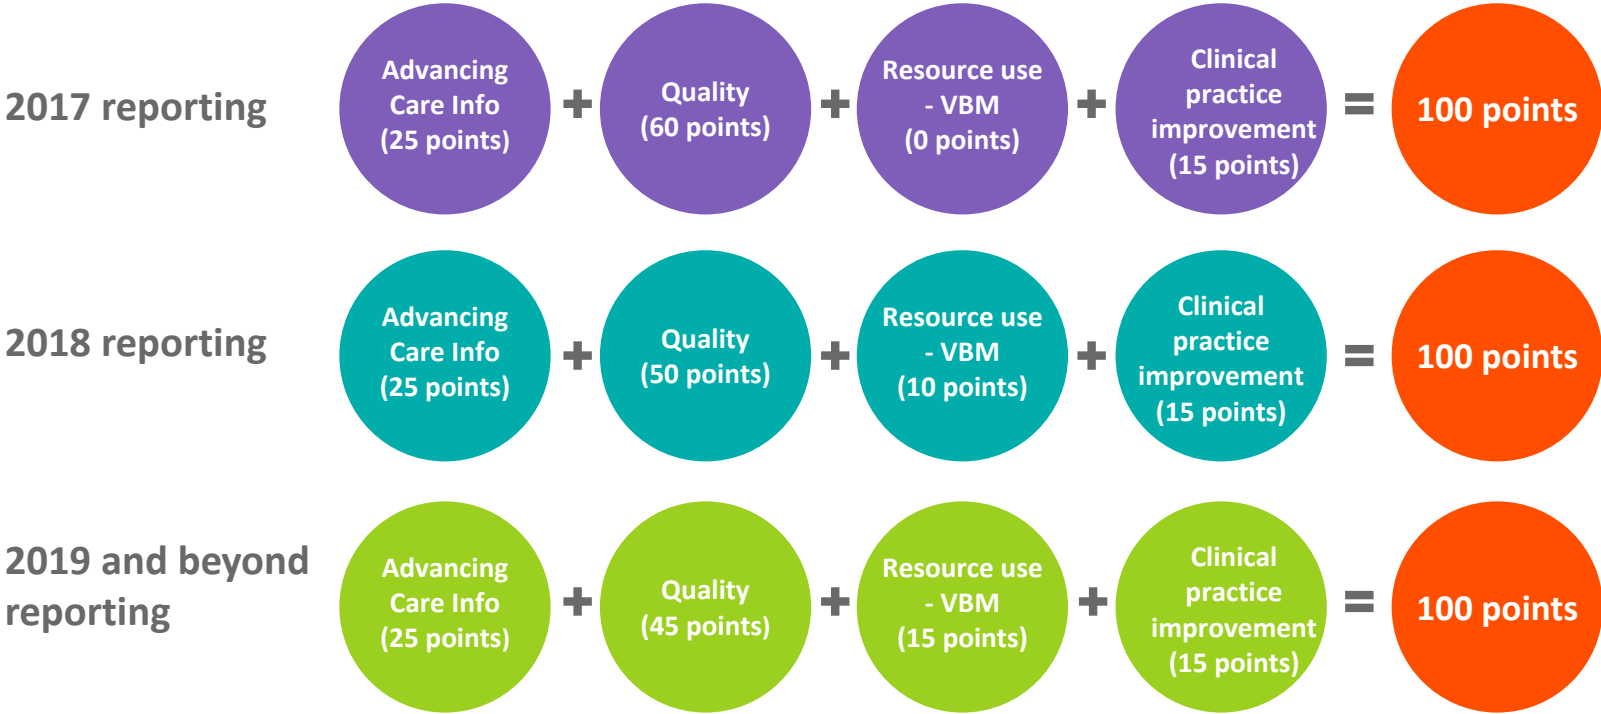 2017 reporting
Advancing
Care Info
(25 points)
+
Quality
(60 points)
+
Resource use
- VBM
(0 points)
+
Clinical
practice
improvement
(15 points)
=
100 points
2018 reporting
Advancing
Care Info
(25 points)
+
Quality
(50 points)
+
Resource use
- VBM
(10 points)
+
Clinical
practice
improvement
(15 points)
=
100 points
2019 and beyond
reporting
Advancing
Care Info
(25 points)
+
Quality
(45 points)
+
Resource use
- VBM
(15 points)
+
Clinical
practice
improvement
(15 points)
=
100 points